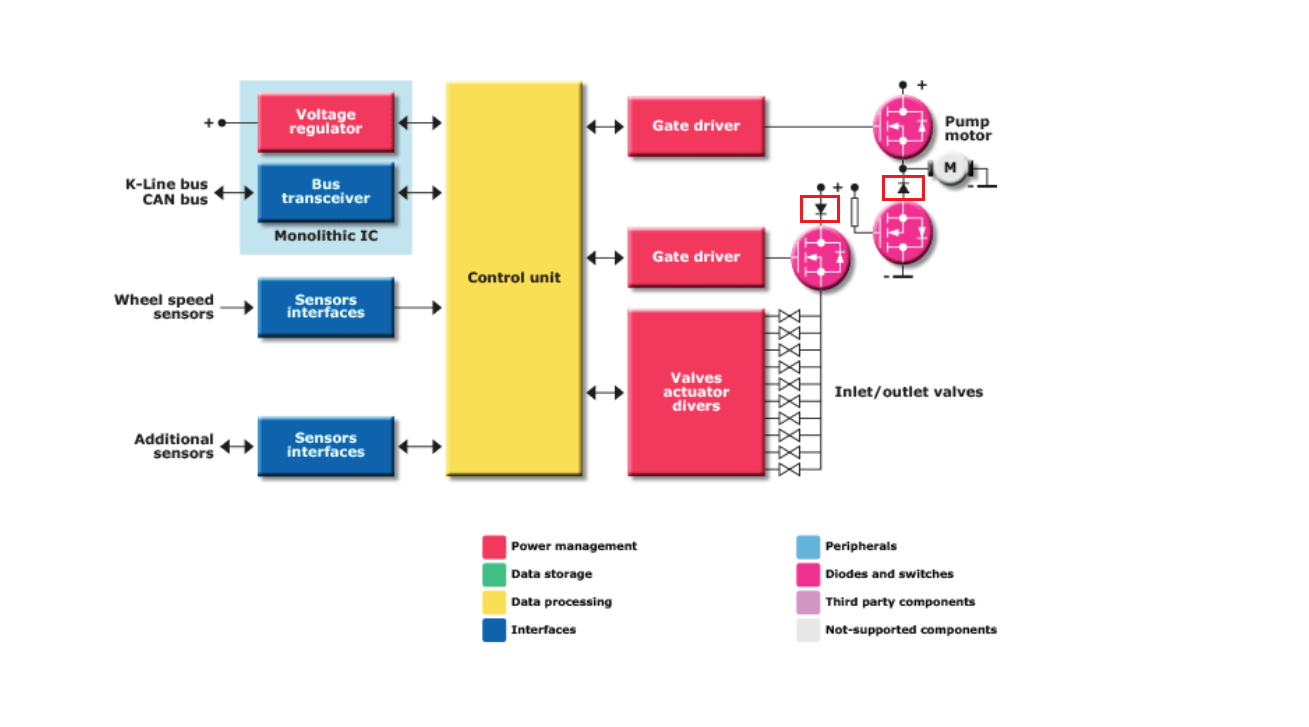 Voltage
regulator
+
K-Line bus
CAN bus
Bus
transceiver
Monolithic IC
Wheel speed
sensors
Sensors
interfaces
Additional
sensors
Sensors
interfaces
Control unit
Gate driver
+
Pump
motor
M
-
+
Gate driver
-
Valves
actuator
divers
Inlet/outlet valves
Power management
Data storage
Data processing
Interfaces
Peripherals
Diodes and switches
Third party components
Not-supported components